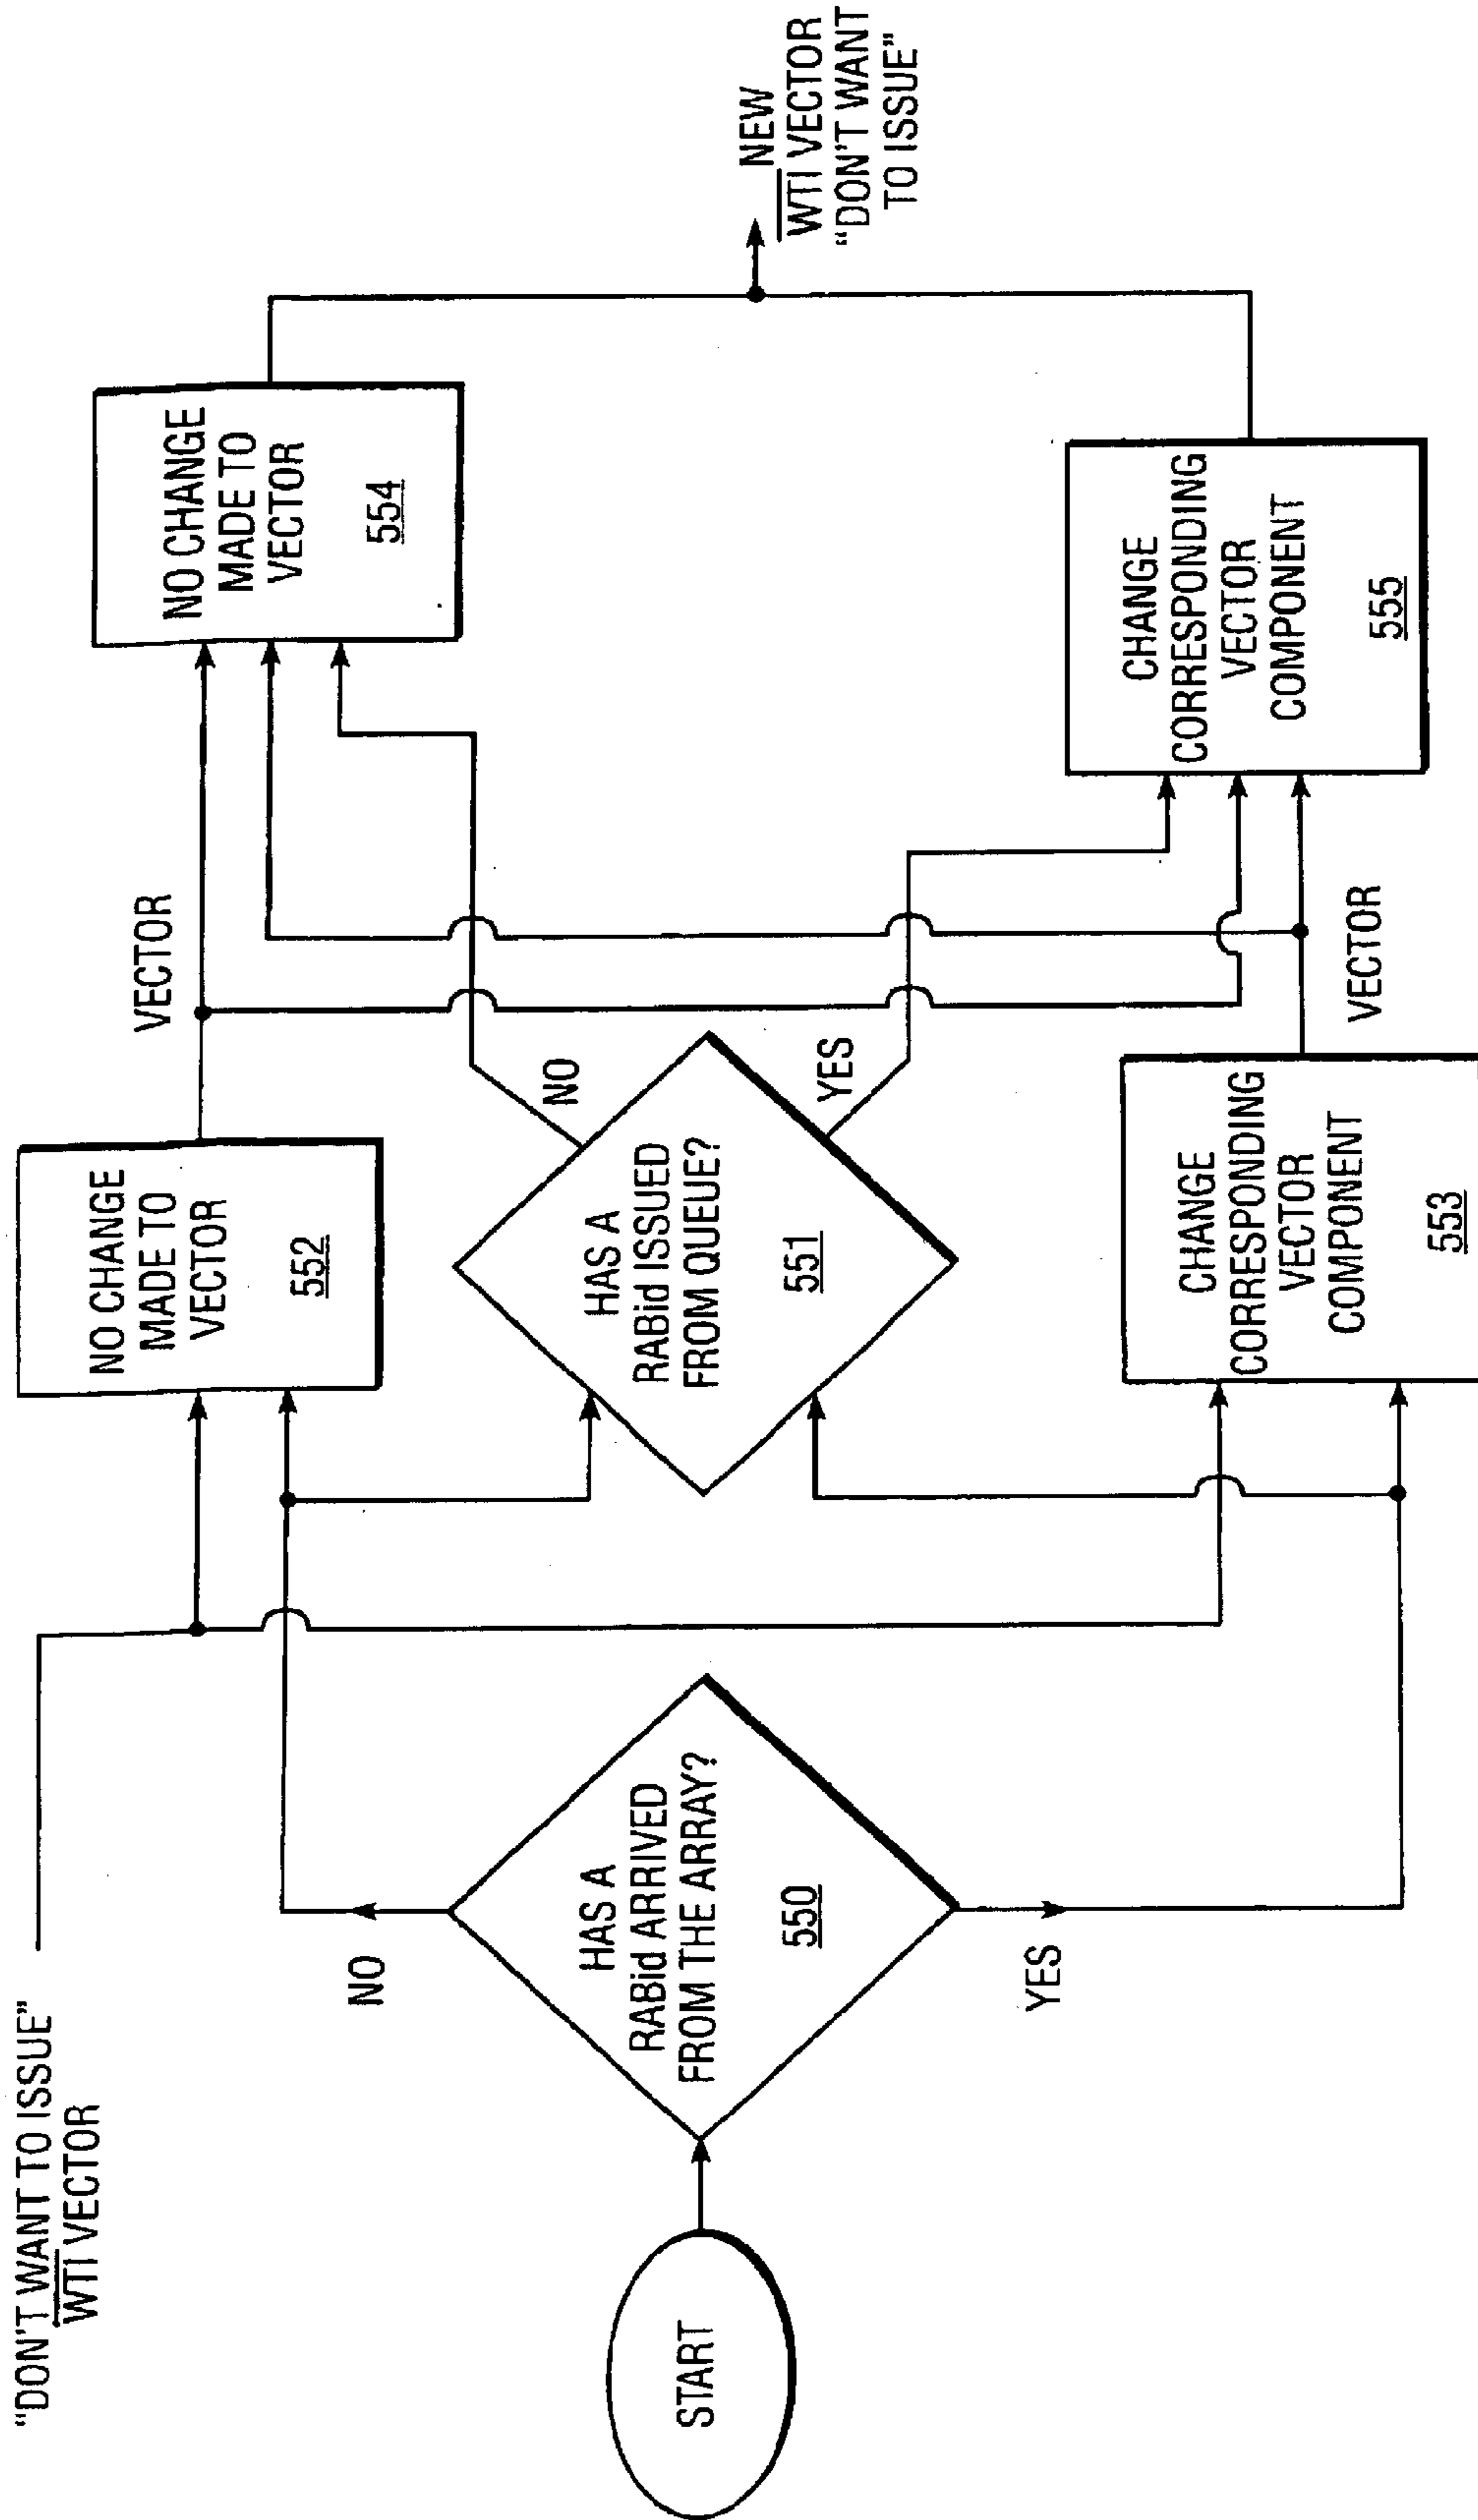 "DON'T WANT TO ISSUE"
WTI VECTOR
START
HAS A
RABid ARRIVED
FROM THE ARRAY?
550
NO
YES
NO CHANGE
MADE TO
VECTOR
552
HAS A
RABid ISSUED
FROM QUEUE?
551
CHANGE
CORRESPONDING
VECTOR
COMPONENT
553
NO
YES
VECTOR
VECTOR
NO CHANGE
MADE TO
VECTOR
554
CHANGE
CORRESPONDING
VECTOR
COMPONENT
555
NEW
WTI VECTOR
"DON'T WANT
TO ISSUE"